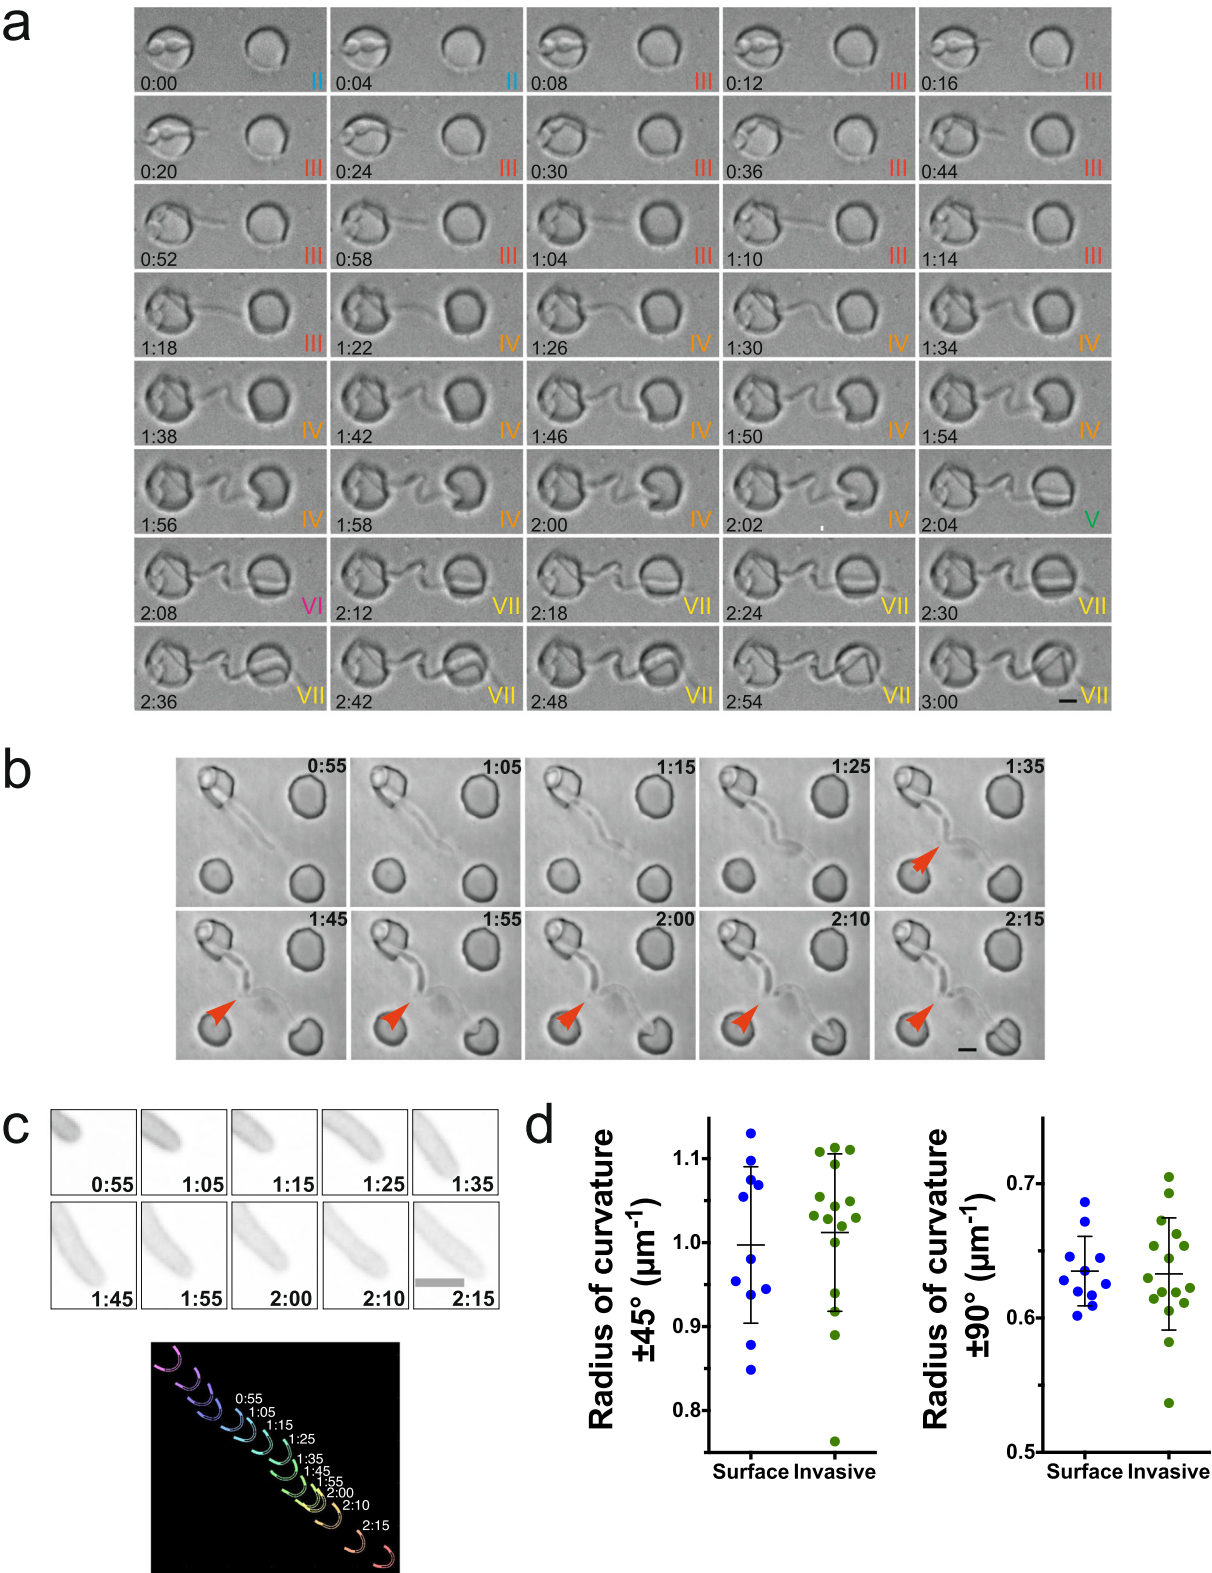 a
0:00 II 0:04 II 0:08 III 0:12 III 0:16 III
0:20 III 0:24 III 0:30 III 0:36 III 0:44 III
0:52 III 0:58 III 1:04 III 1:10 III 1:14 III
1:18 III 1:22 IV 1:26 IV 1:30 IV 1:34 IV
1:38 IV 1:42 IV 1:46 IV 1:50 IV 1:54 IV
1:56 IV 1:58 IV 2:00 IV 2:02 IV 2:04 V
2:08 VI 2:12 VII 2:18 VII 2:24 VII 2:30 VII
2:36 VII 2:42 VII 2:48 VII 2:54 VII 3:00 VII
b
0:55 1:05 1:15 1:25 1:35
1:45 1:55 2:00 2:10 2:15
c
0:55 1:05 1:15 1:25 1:35
1:45 1:55 2:00 2:10 2:15
0:55
1:05
1:15
1:25
1:35
1:45
1:55
2:00
2:10
2:15
d
Radius of curvature
±45° (µm⁻¹)
1.1
1.0
0.9
0.8
Surface Invasive
Radius of curvature
±90° (µm⁻¹)
0.7
0.6
0.5
Surface Invasive